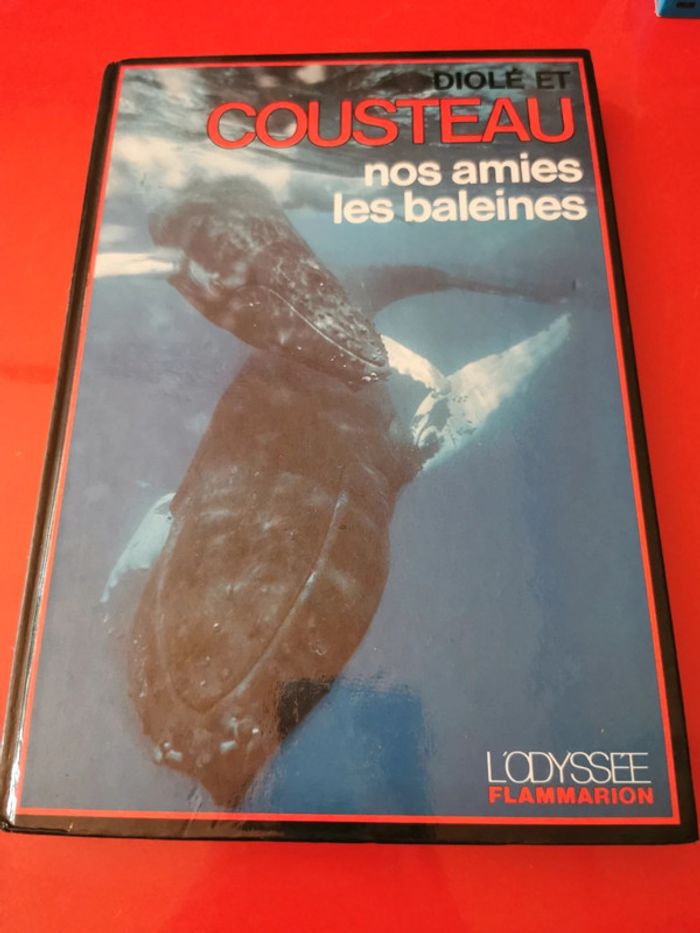 DIOLÉ ET
COUSTEAU
nos amies
les baleines
L'ODYSSÉE
FLAMMARION